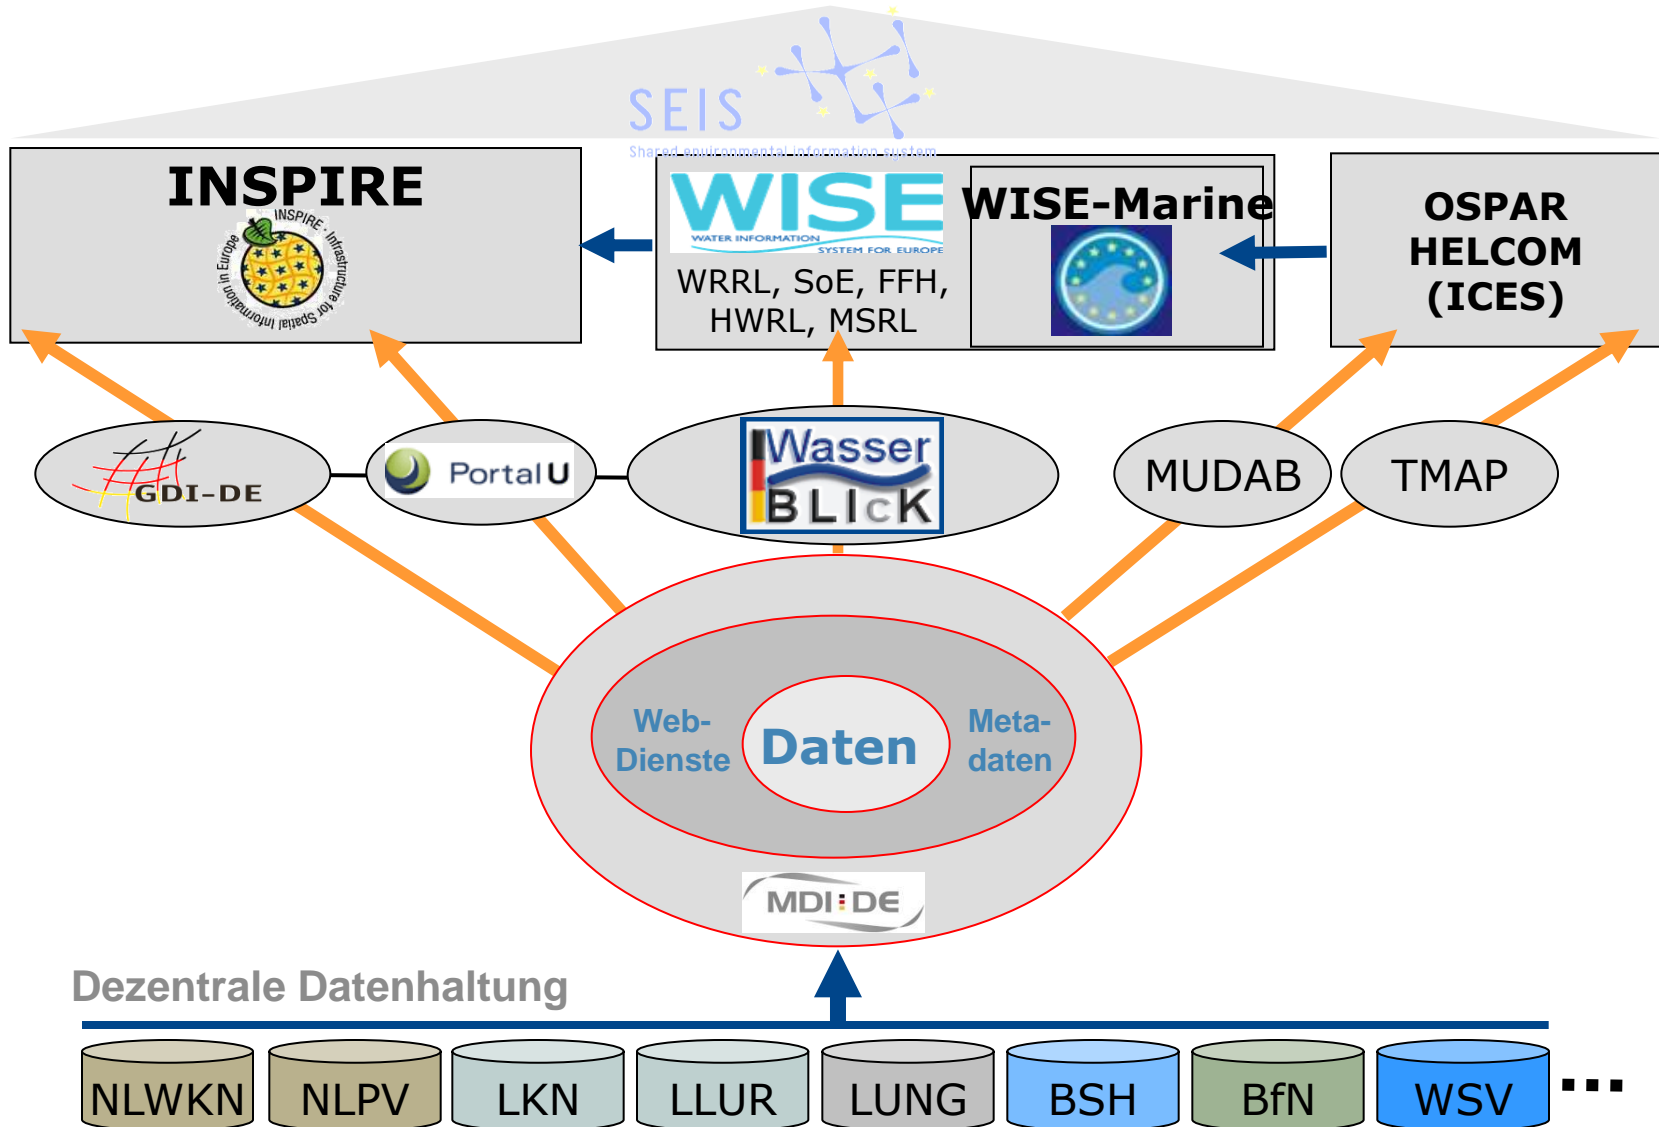 SEIS
Shared environmental information system
INSPIRE
INSPIRE - Infrastructure for Spatial Information in Europe
WISE
WATER INFORMATION
SYSTEM FOR EUROPE
WRRL, SoE, FFH,
HWRL, MSRL
WISE-Marine
OSPAR
HELCOM
(ICES)
GDI-DE
PortalU
Wasser
BLIcK
MUDAB
TMAP
Web-
Dienste
Daten
Meta-
daten
MDI:DE
Dezentrale Datenhaltung
NLWKN
NLPV
LKN
LLUR
LUNG
BSH
BfN
WSV
...